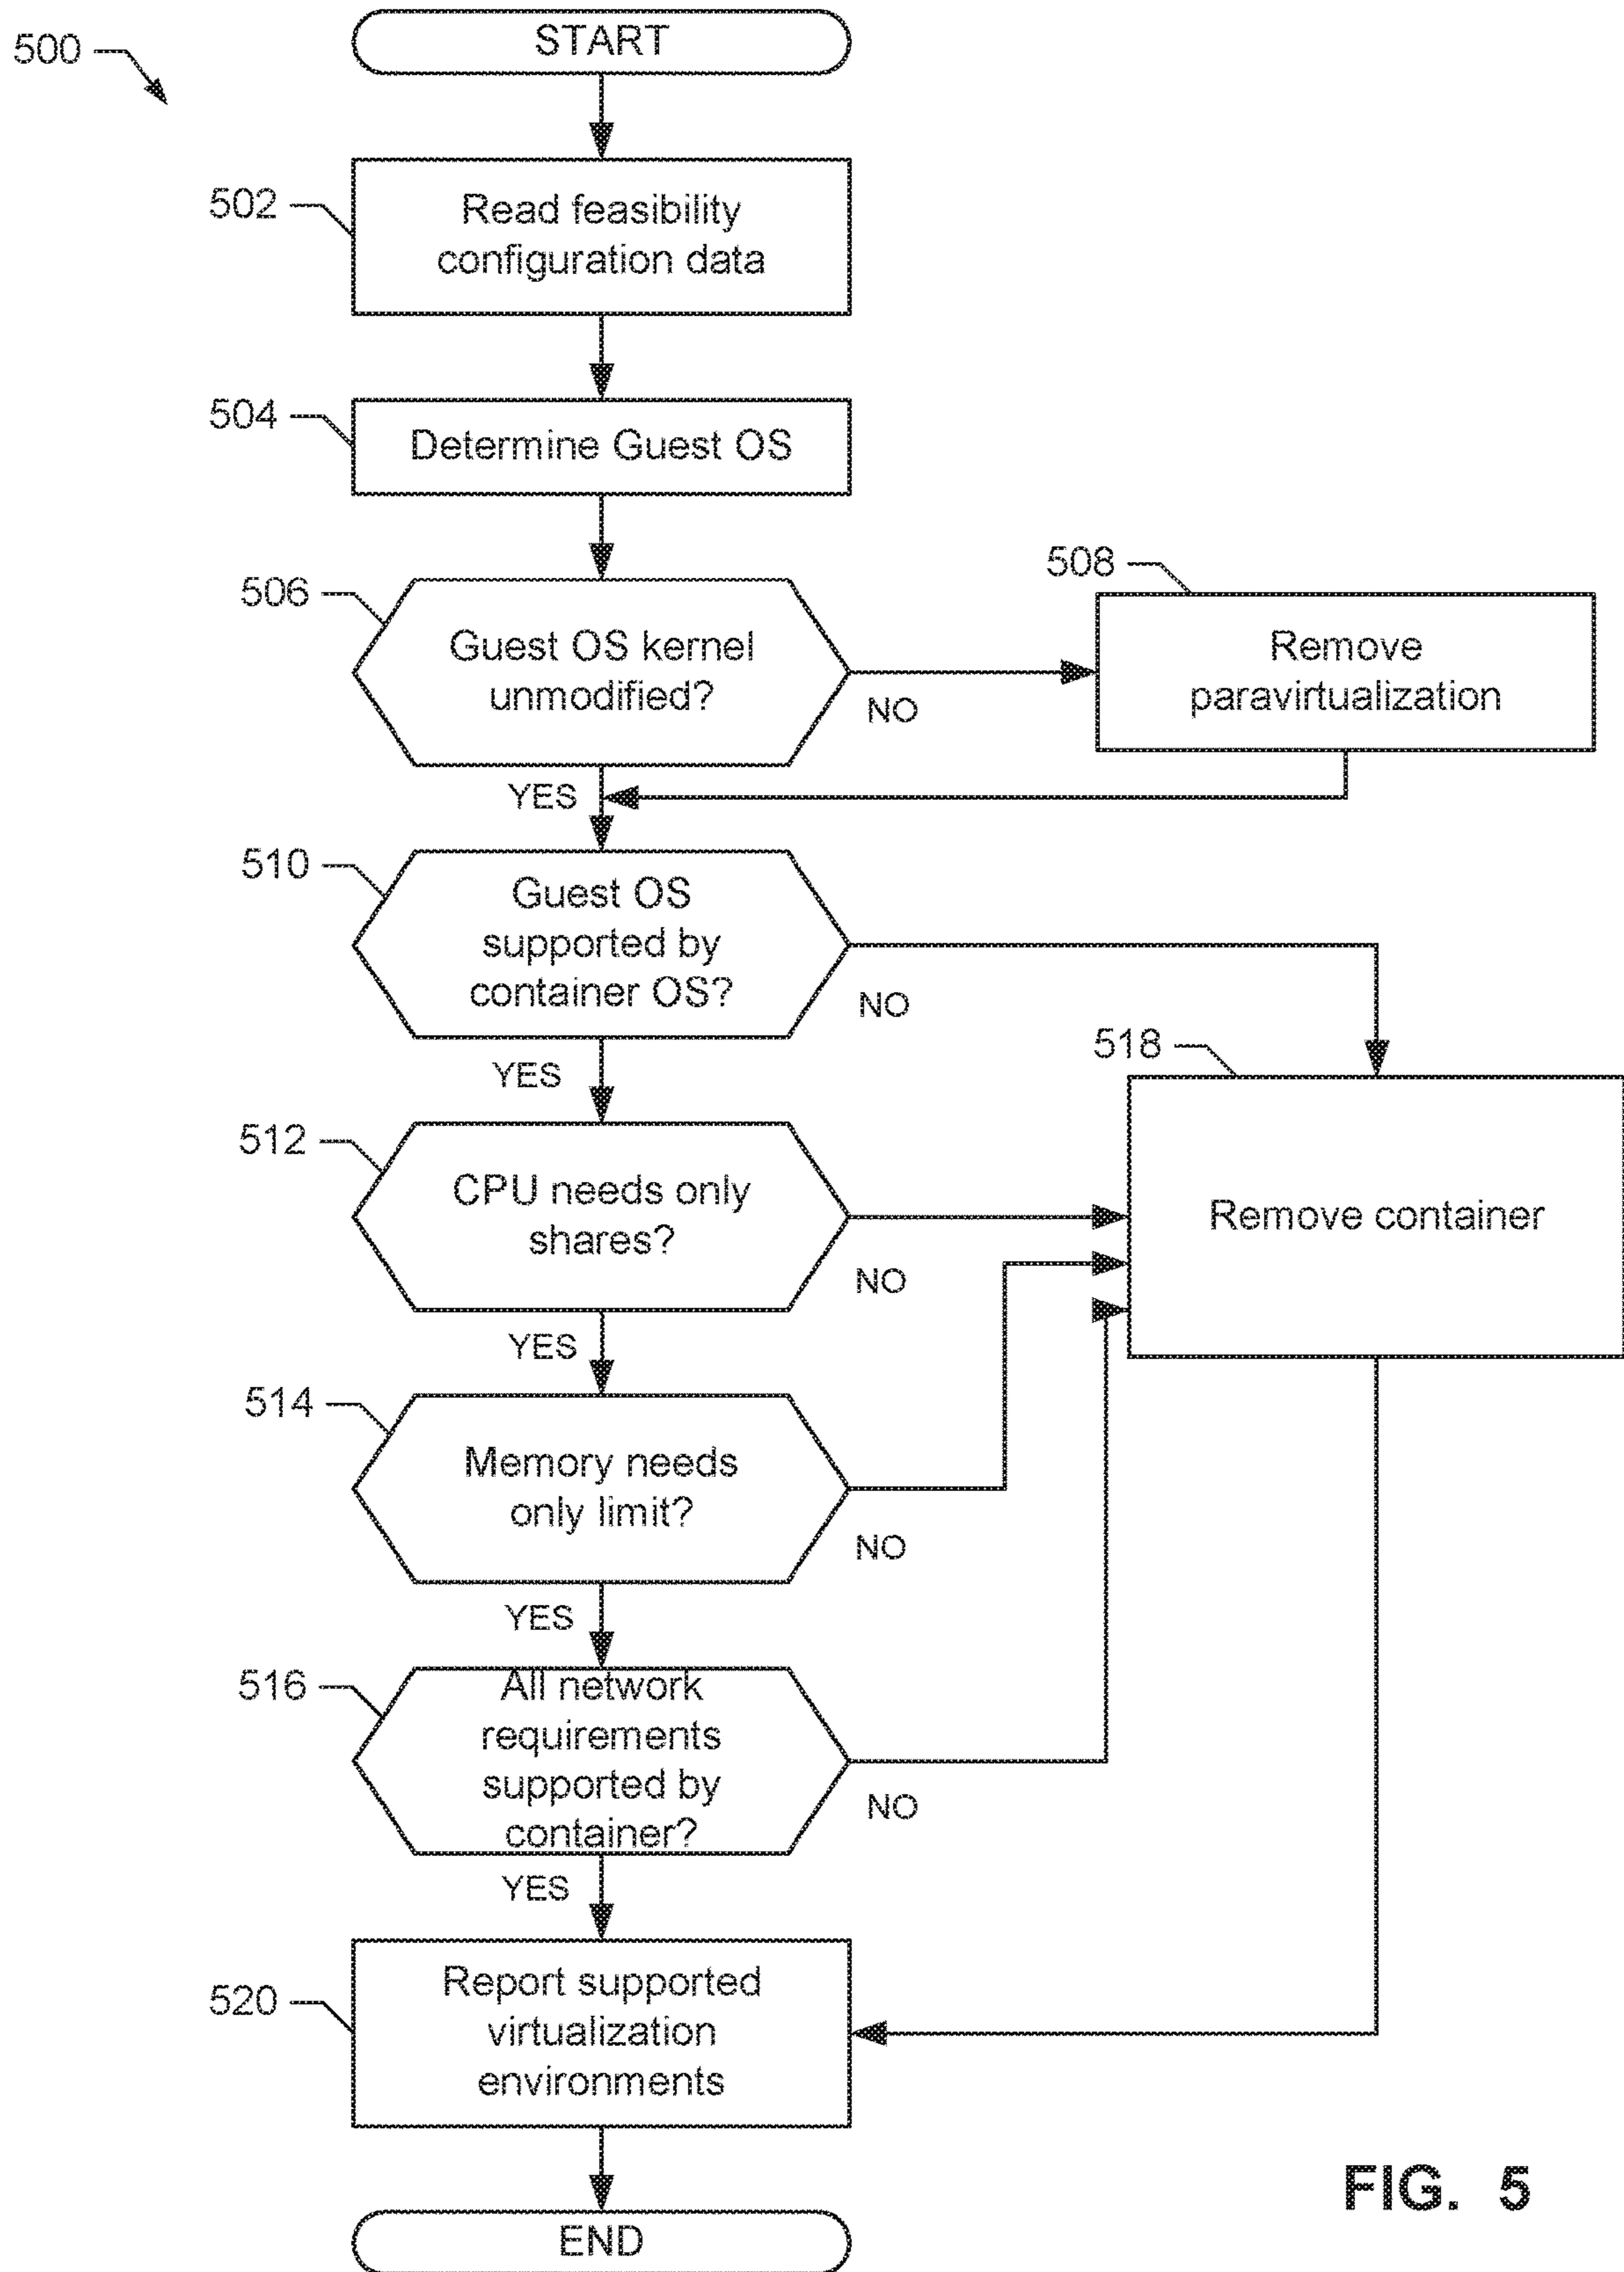 500
START
502
Read feasibility
configuration data
504
Determine Guest OS
506
Guest OS kernel
unmodified?
NO
508
Remove
paravirtualization
YES
510
Guest OS
supported by
container OS?
NO
YES
512
CPU needs only
shares?
NO
518
Remove container
YES
514
Memory needs
only limit?
NO
YES
516
All network
requirements
supported by
container?
NO
YES
520
Report supported
virtualization
environments
END
FIG. 5